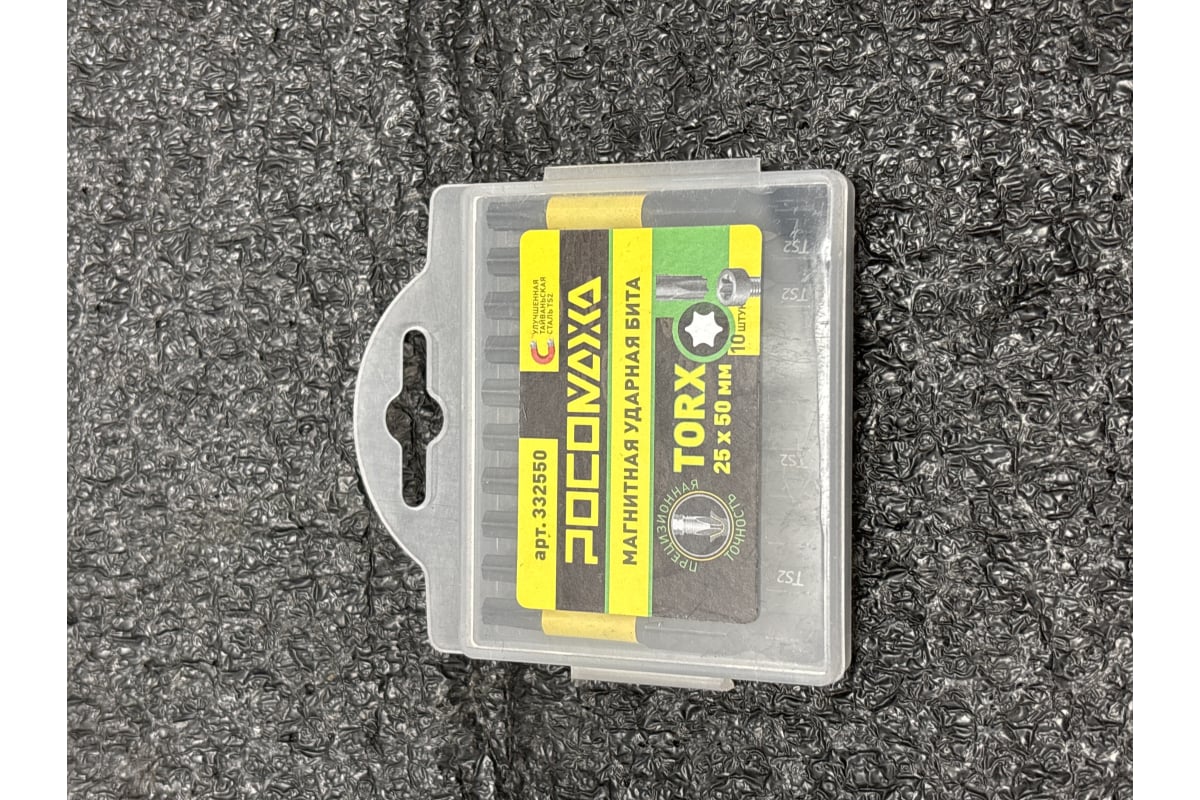 арт. 332550
УЛУЧШЕННАЯ
ТАЙВАНЬСКАЯ
СТАЛЬ TS2
РОСОМАХА
МАГНИТНАЯ УДАРНАЯ БИТА
ПРЕЦИЗИОННАЯ
ТОЧНОСТЬ
TORX
25 x 50 мм
10 штук
TS2
TS2
TS2
TS2